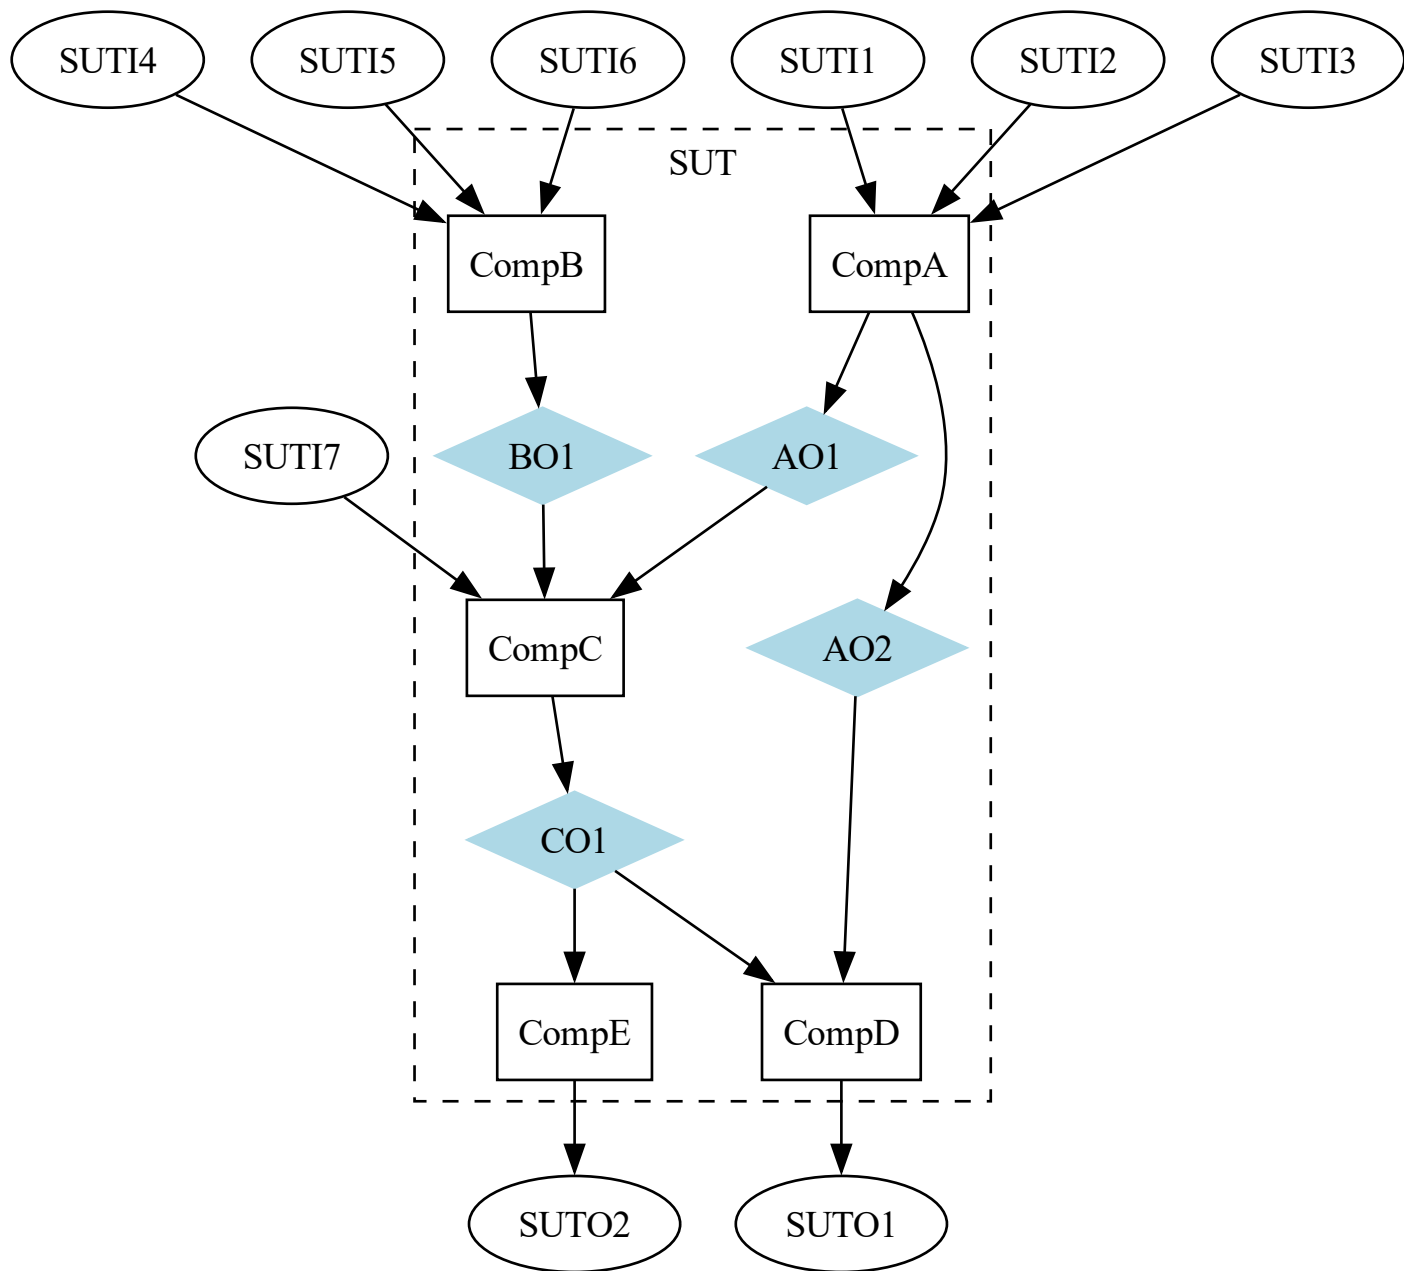 SUTI4
SUTI5
SUTI6
SUTI1
SUTI2
SUTI3
SUT
CompB
CompA
SUTI7
BO1
AO1
CompC
AO2
CO1
CompE
CompD
SUTO2
SUTO1